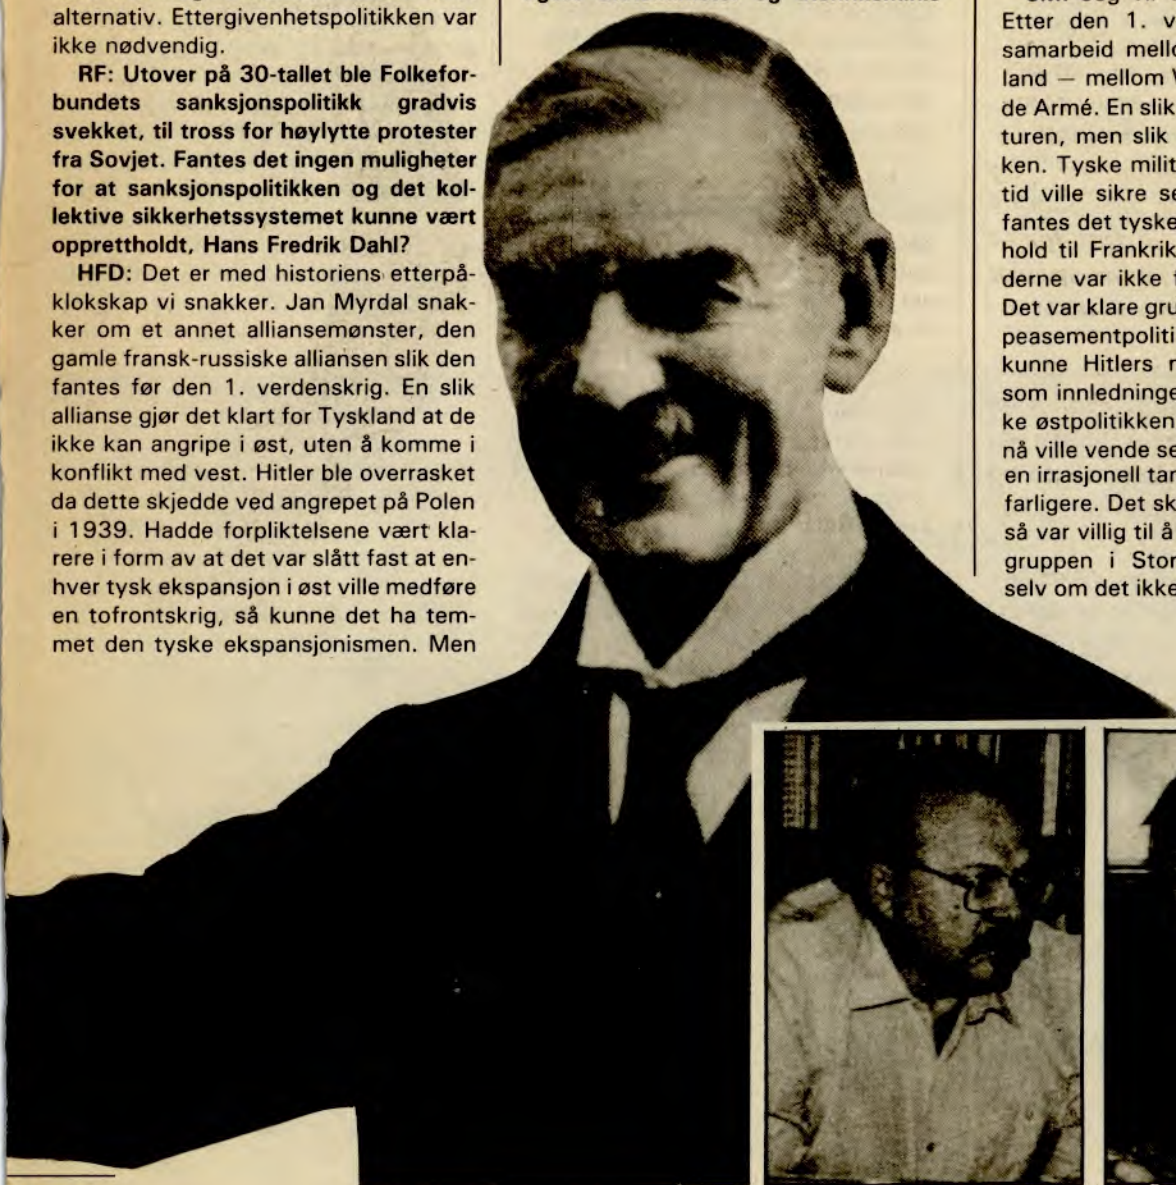 alternativ. Ettergivenhetspolitikken var
ikke nødvendig.
RF: Utover på 30-tallet ble Folkefor-
bundets sanksjonspolitikk gradvis
svekket, til tross for høylytte protester
fra Sovjet. Fantes det ingen muligheter
for at sanksjonspolitikken og det kol-
lektive sikkerhetssystemet kunne vært
opprettholdt, Hans Fredrik Dahl?
HFD: Det er med historiens etterpå-
klokskap vi snakker. Jan Myrdal snak-
ker om et annet alliansemønster, den
gamle fransk-russiske alliansen slik den
fantes før den 1. verdenskrig. En slik
allianse gjør det klart for Tyskland at de
ikke kan angripe i øst, uten å komme i
konflikt med vest. Hitler ble overrasket
da dette skjedde ved angrepet på Polen
i 1939. Hadde forpliktelsene vært kla-
rere i form av at det var slått fast at en-
hver tysk ekspansjon i øst ville medføre
en tofrontskrig, så kunne det ha tem-
met den tyske ekspansjonismen. Men
Etter den 1. v
samarbeid mello
land — mellom
de Armé. En slik
turen, men slik
ken. Tyske milit
tid ville sikre se
fantes det tyske
hold til Frankrik
derne var ikke
Det var klare gru
peasementpoliti
kunne Hitlers
som innledninge
ke østpolitikken
nå ville vende se
en irrasjonell tar
farligere. Det sk
så var villig til å
gruppen i Stor
selv om det ikke